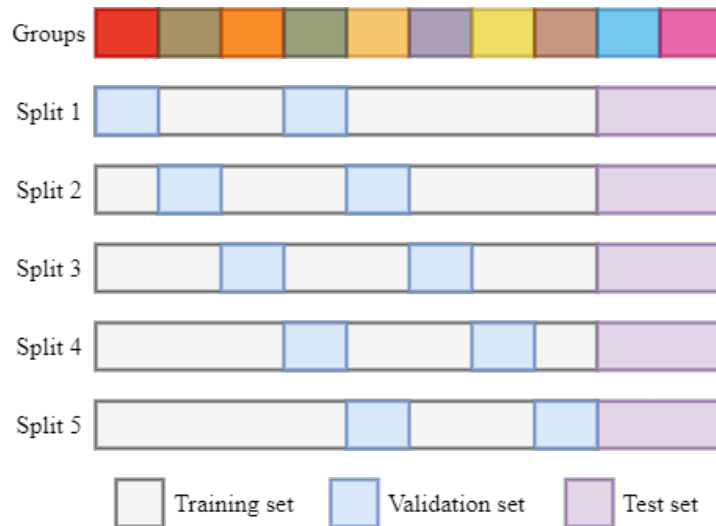 Groups
Split 1
Split 2
Split 3
Split 4
Split 5
Training set Validation set Test set